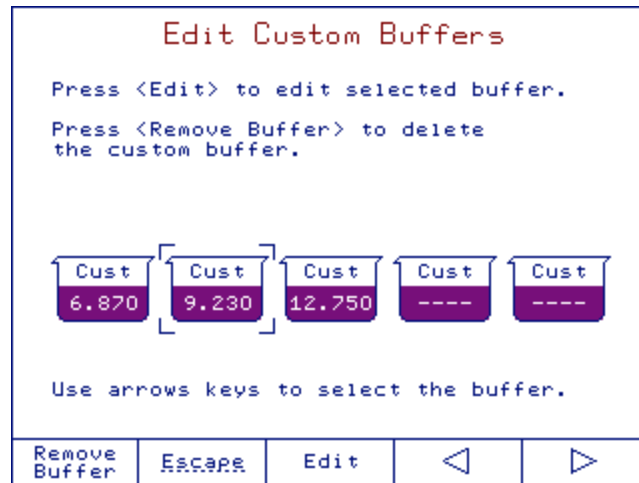 Edit Custom Buffers
Press <Edit> to edit selected buffer.
Press <Remove Buffer> to delete
the custom buffer.
Cust Cust Cust Cust Cust
6.870 9.230 12.750 ---- ----
Use arrows keys to select the buffer.
Remove Buffer Escape Edit